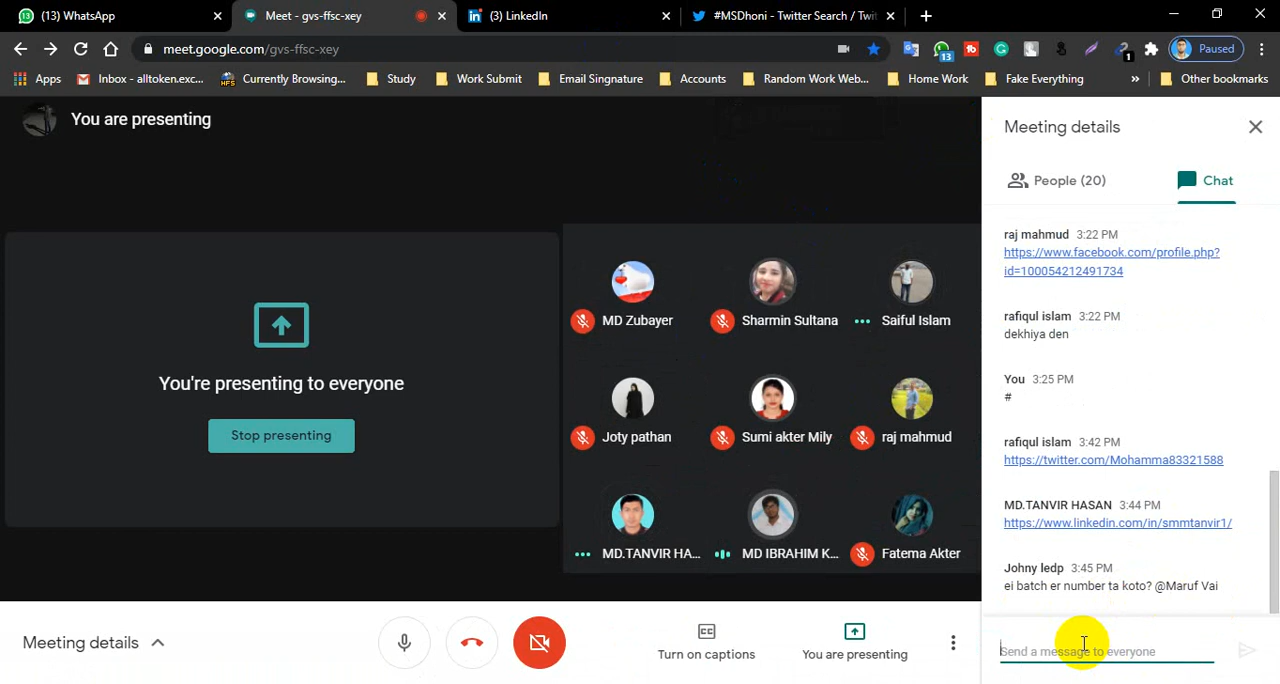 (13) WhatsApp
Meet - gvs-ffsc-xey
(3) LinkedIn
#MSDhoni - Twitter Search / Twit
meet.google.com/gvs-ffsc-xey
13
1
Paused
Apps
Inbox - alltoken.exc...
Currently Browsing...
Study
Work Submit
Email Singnature
Accounts
Random Work Web...
Home Work
Fake Everything
»
Other bookmarks
You are presenting
You're presenting to everyone
Stop presenting
MD Zubayer
Sharmin Sultana
Saiful Islam
Joty pathan
Sumi akter Mily
raj mahmud
MD.TANVIR HA...
MD IBRAHIM K...
Fatema Akter
Meeting details
People (20)
Chat
raj mahmud 3:22 PM
https://www.facebook.com/profile.php?
id=100054212491734
rafiqul islam 3:22 PM
dekhiya den
You 3:25 PM
#
rafiqul islam 3:42 PM
https://twitter.com/Mohamma83321588
MD.TANVIR HASAN 3:44 PM
https://www.linkedin.com/in/smmtanvir1/
Johny ledp 3:45 PM
ei batch er number ta koto? @Maruf Vai
Send a message to everyone
Meeting details
Turn on captions
You are presenting